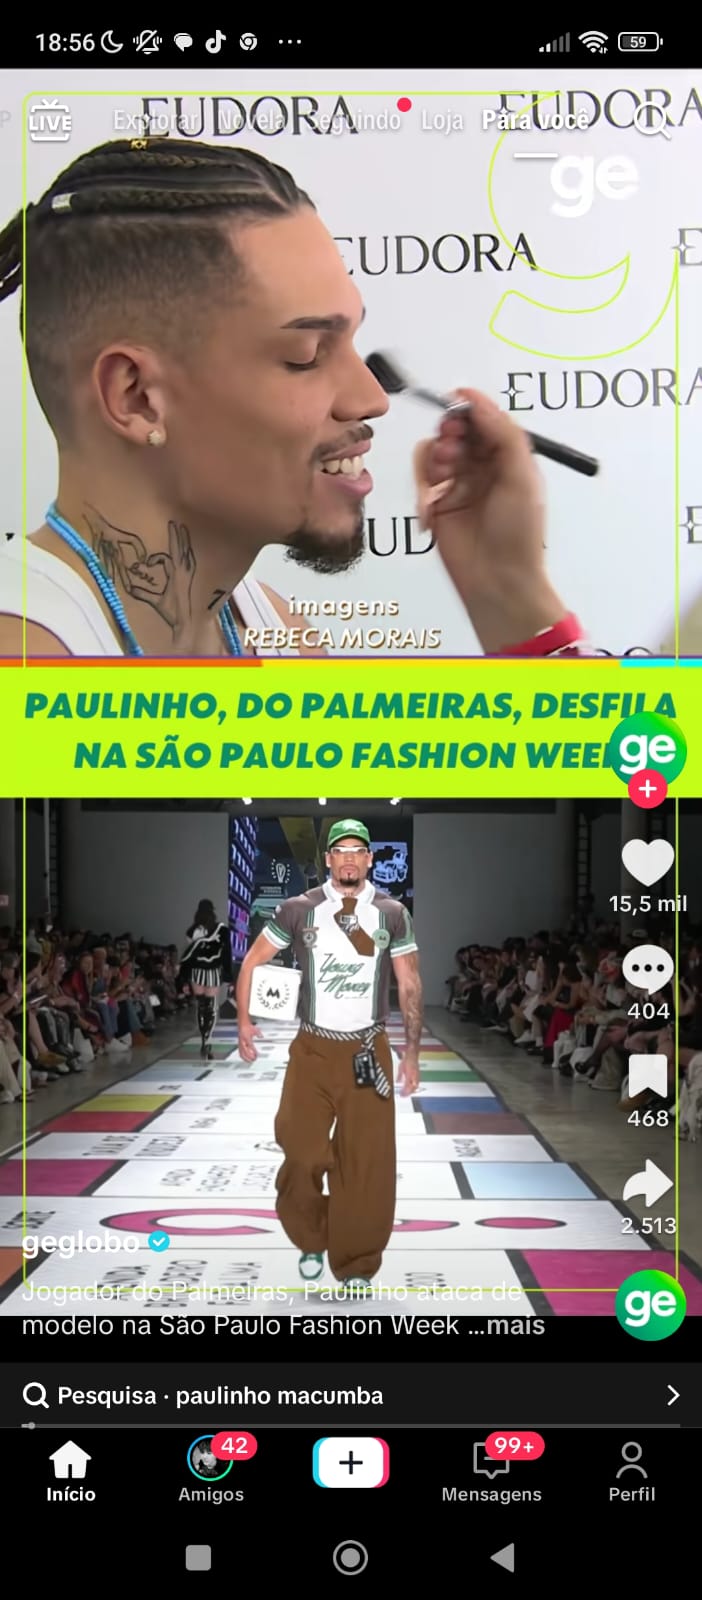 18:56
59
LIVE
Explorar Novela Seguindo Loja Para você
EUDORA EUDORA
ge
EUDORA
EUDORA
imagens
REBECA MORAIS
PAULINHO, DO PALMEIRAS, DESFILA
NA SÃO PAULO FASHION WEEK
ge
15,5 mil
Young
Money
404
468
2.513
geglobo
Jogador do Palmeiras, Paulinho ataca de
modelo na São Paulo Fashion Week ...mais
ge
Pesquisa · paulinho macumba
42
99+
Início Amigos Mensagens Perfil